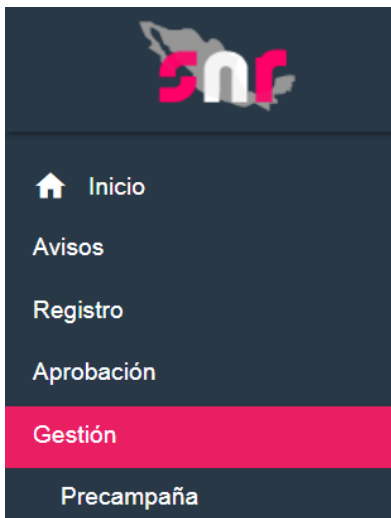 snr
Inicio
Avisos
Registro
Aprobación
Gestión
Precampaña